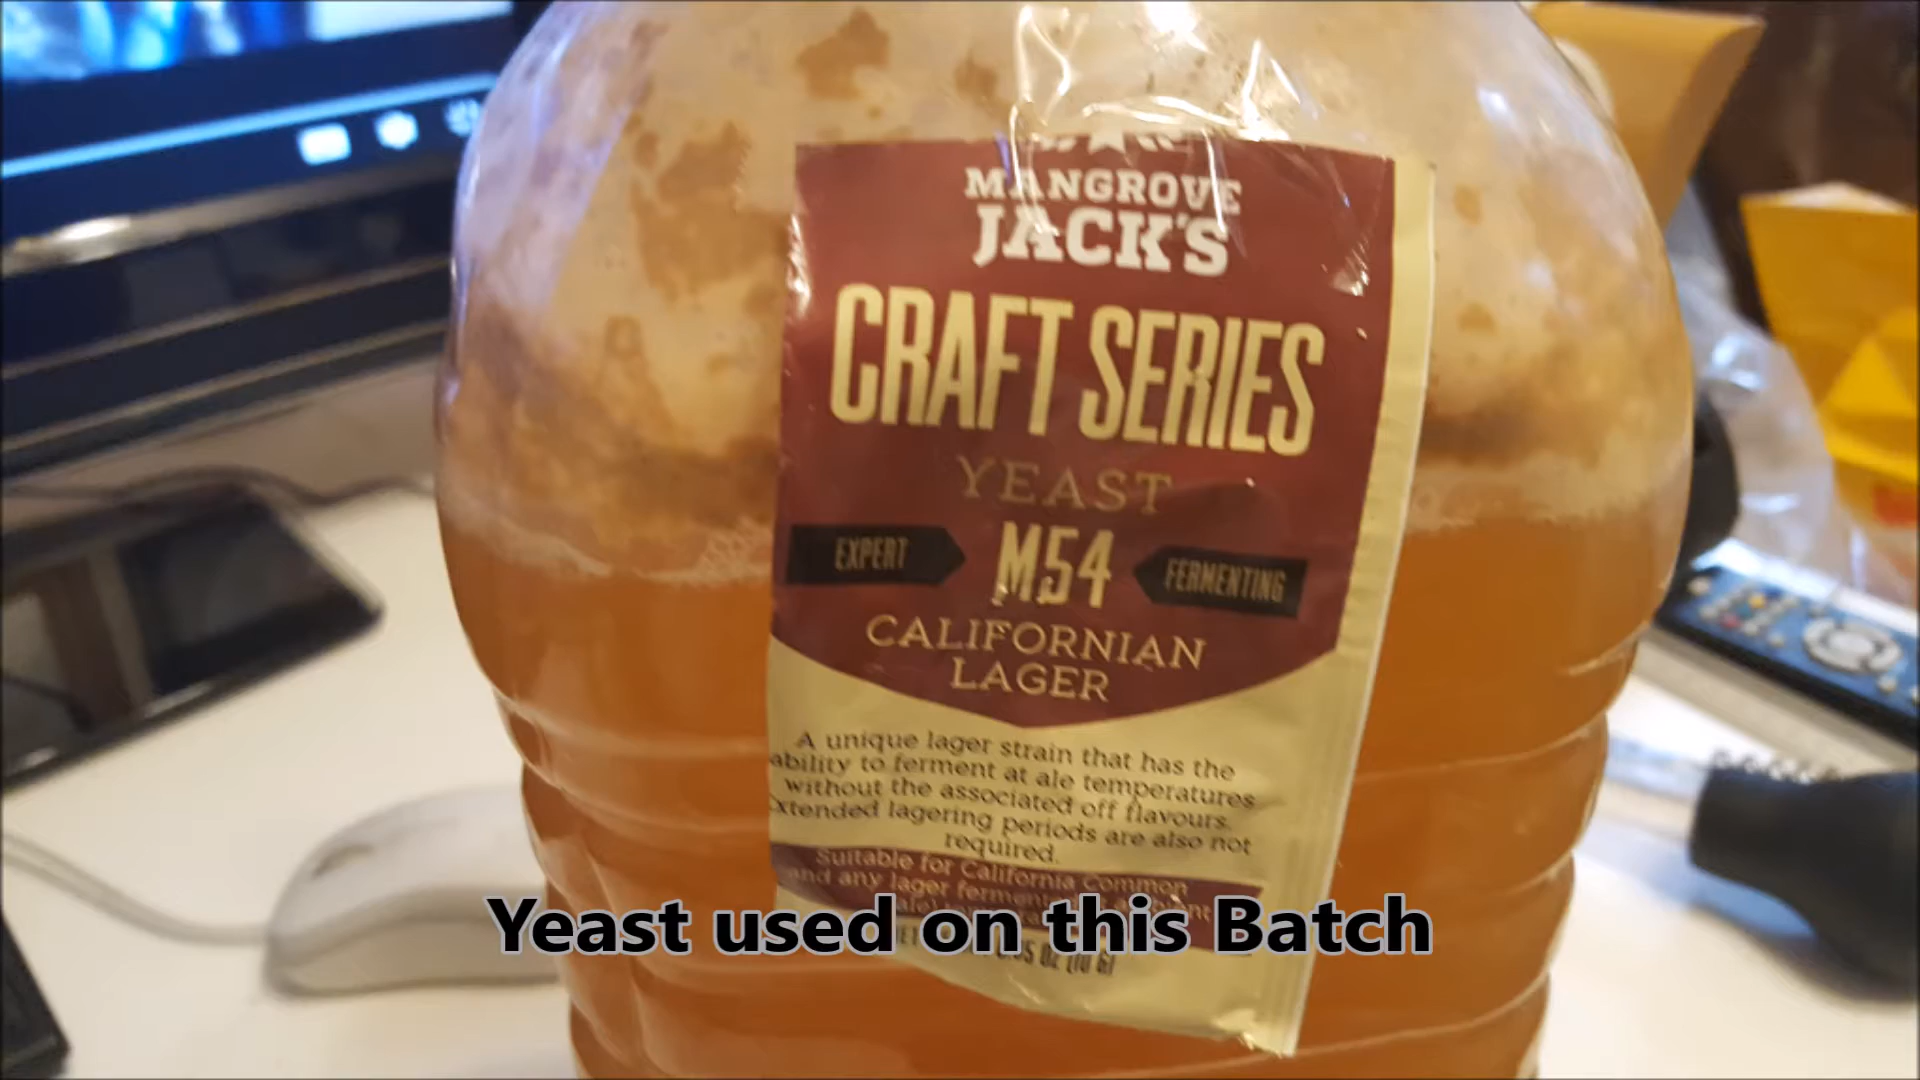 MANGROVE
JACK'S
CRAFT SERIES
YEAST
EXPERT M54 FERMENTING
CALIFORNIAN
LAGER
A unique lager strain that has the
ability to ferment at ale temperatures
without the associated off flavours.
Extended lagering periods are also not
required.
Suitable for California Common
and any lager
Yeast used on this Batch